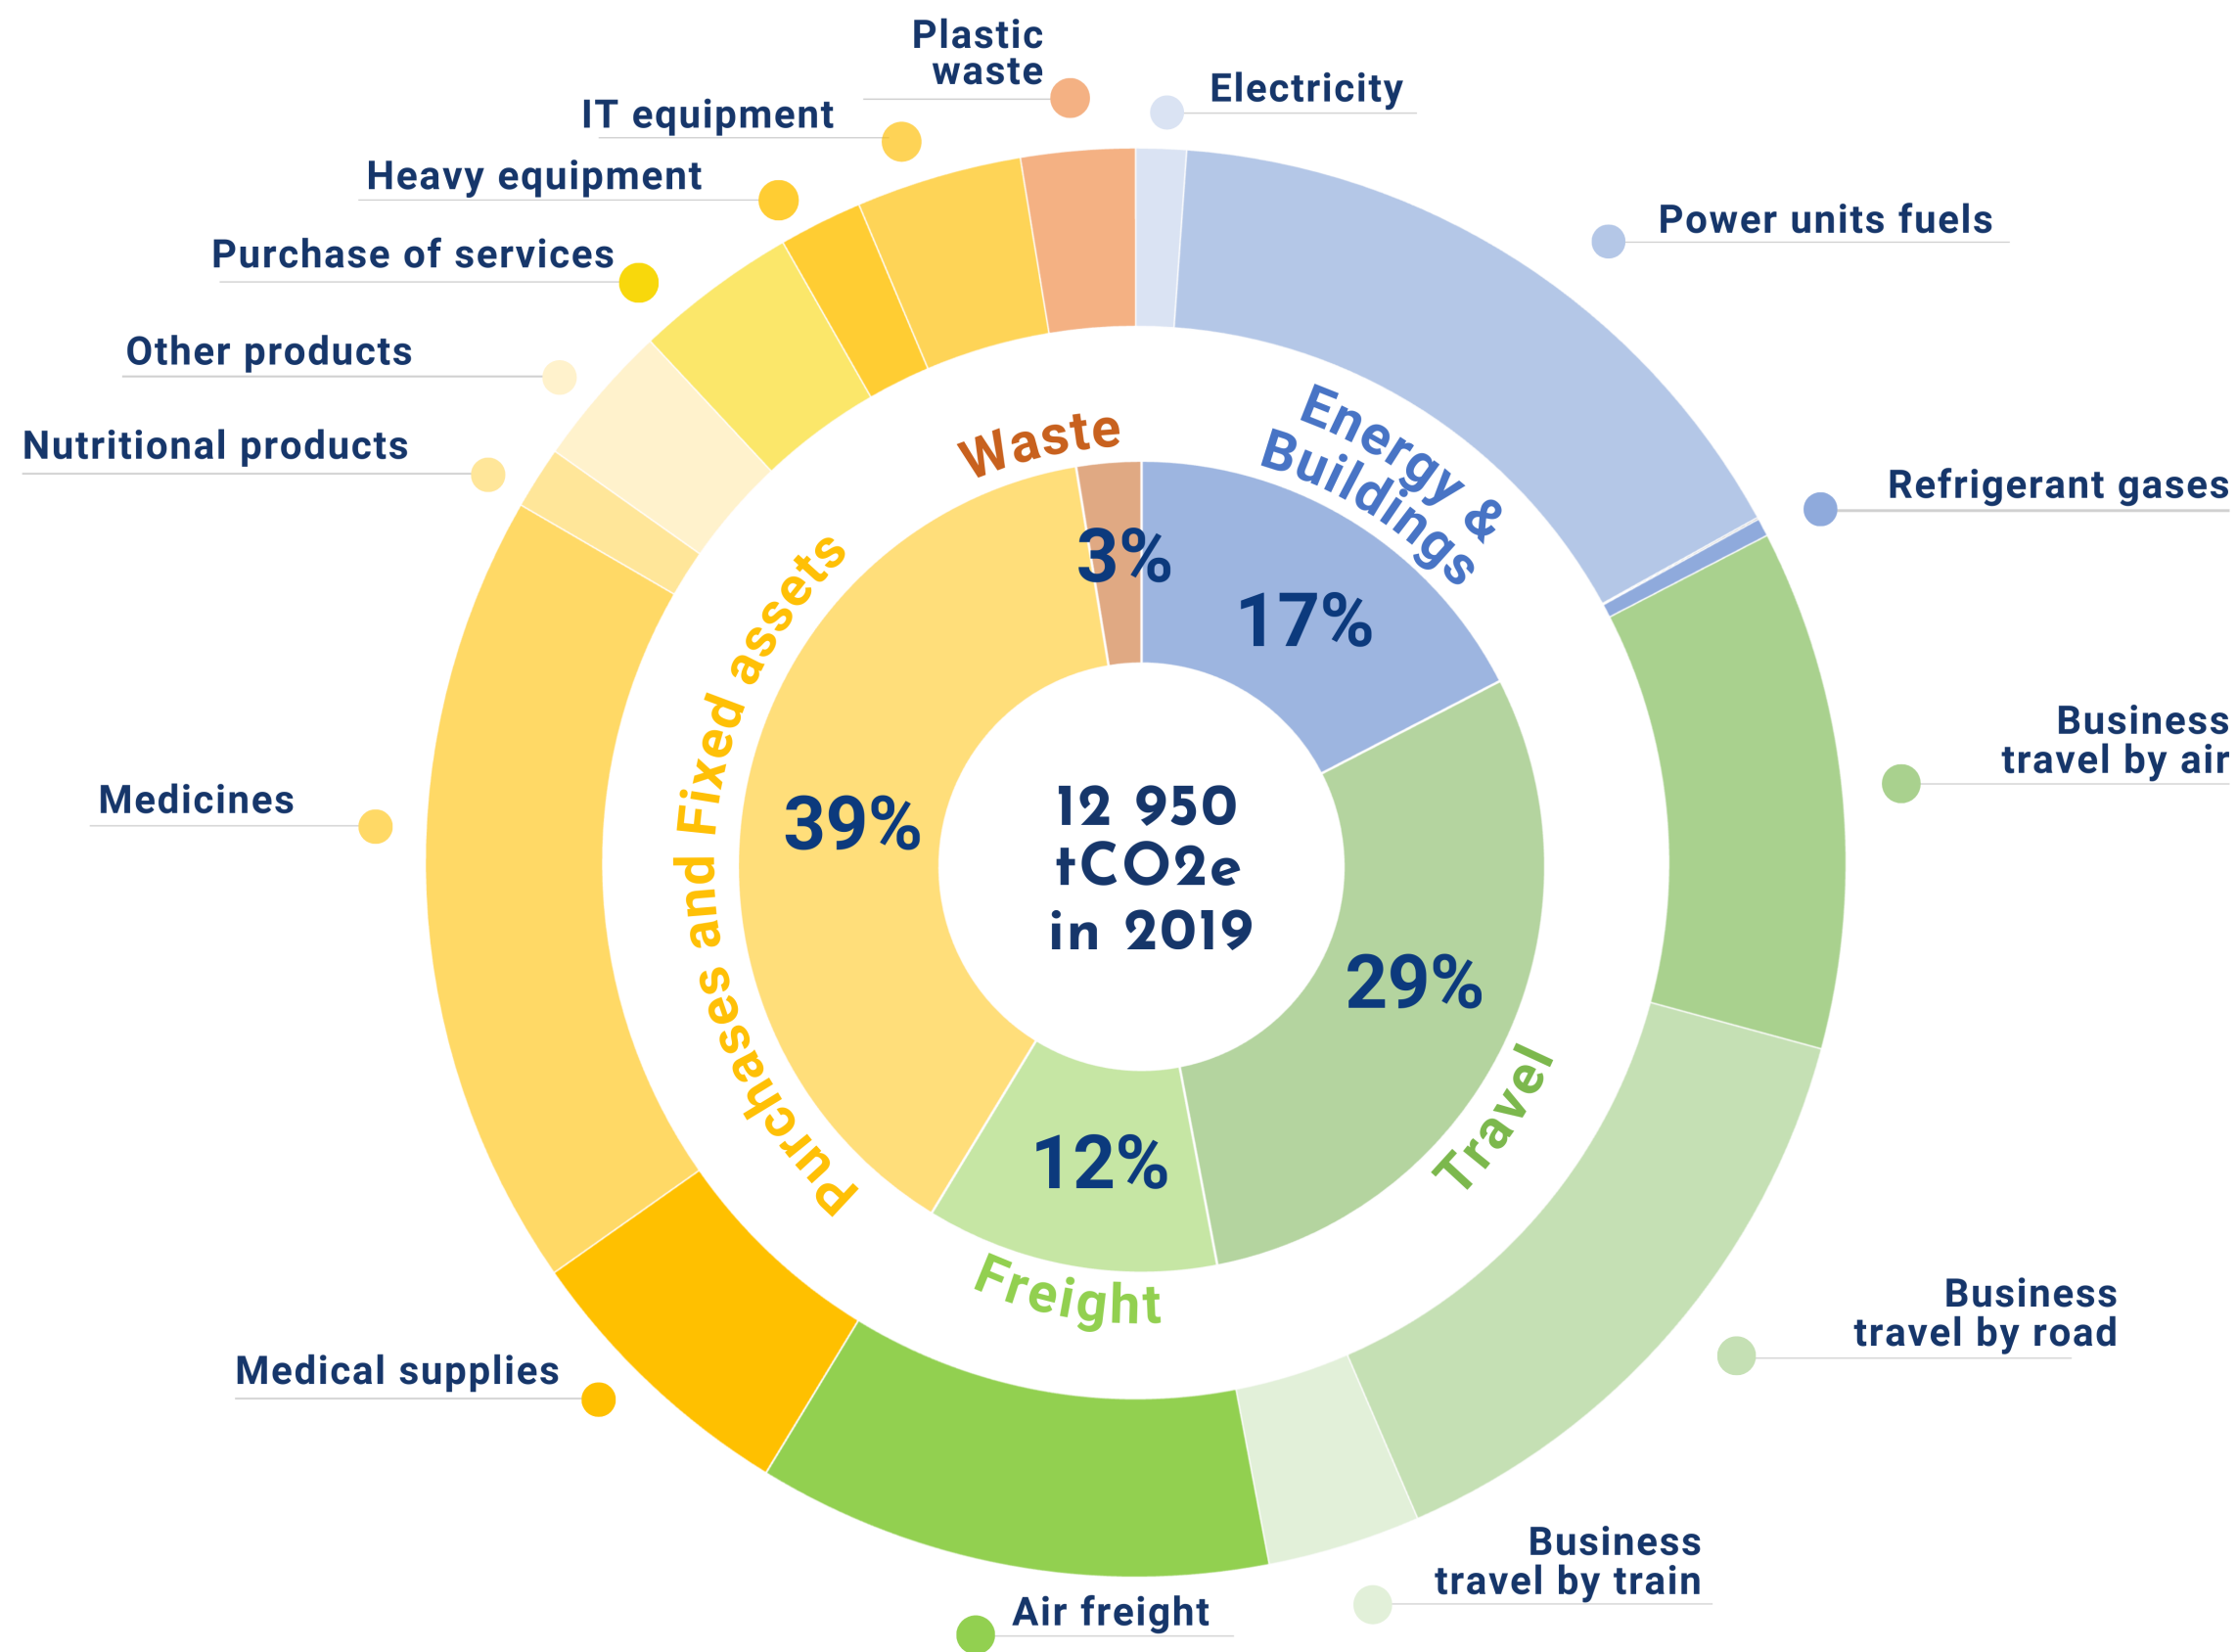 Plastic
waste
Electricity
IT equipment
Heavy equipment
Power units fuels
Purchase of services
Other products
Nutritional products
Refrigerant gases
Waste
Energy &
Buildings
3%
17%
Business
travel by air
Medicines
Purchases and Fixed assets
39%
12 950
tCO2e
in 2019
29%
Travel
12%
Freight
Business
travel by road
Medical supplies
Business
travel by train
Air freight